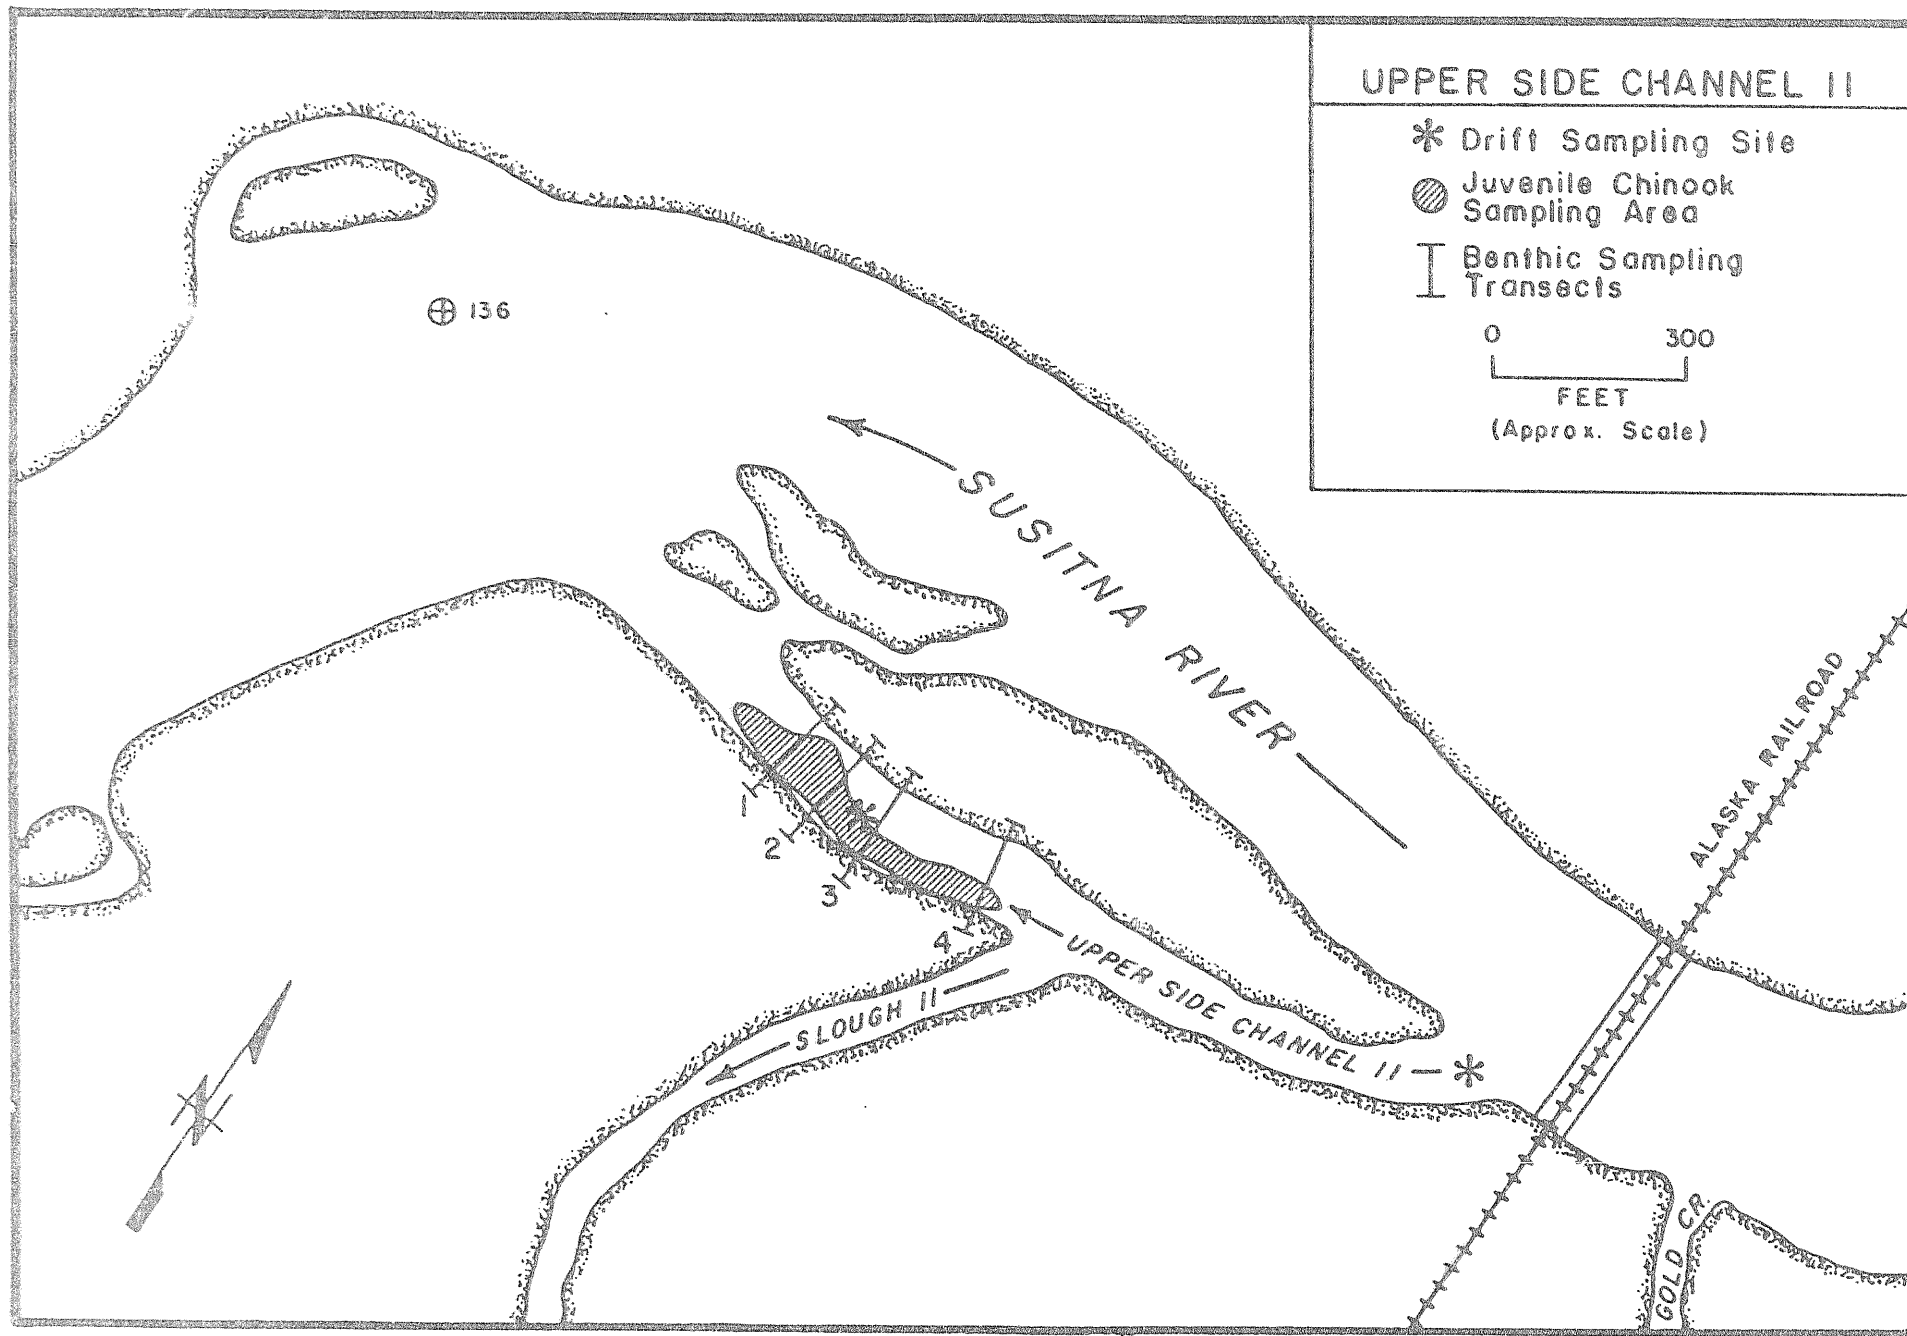 UPPER SIDE CHANNEL 11
Drift Sampling Site
Juvenile Chinook
Sampling Area
Benthic Sampling
Transects
0 300
FEET
(Approx. Scale)
136
SUSITNA RIVER
ALASKA RAILROAD
1
2
3
4
UPPER SIDE CHANNEL 11
SLOUGH 11
GOLD CR.